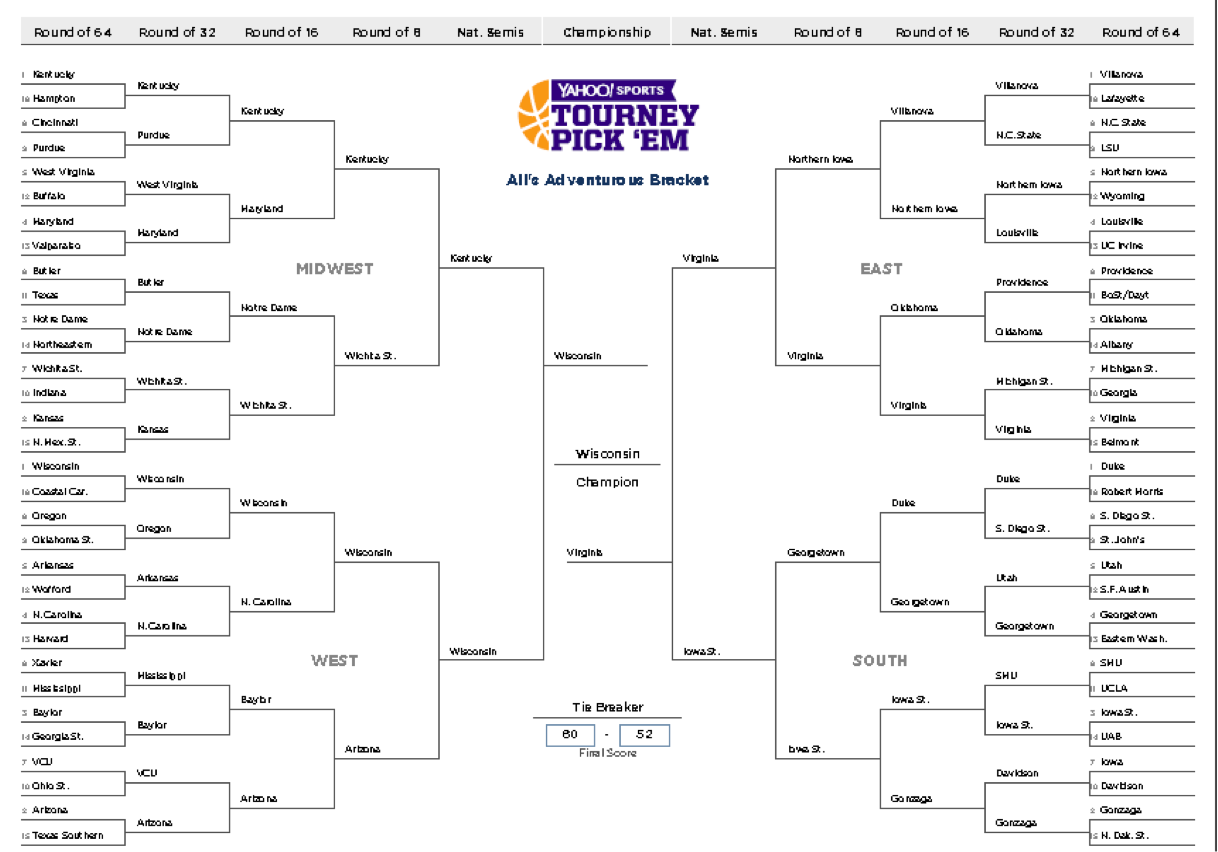 Round of 64 Round of 32 Round of 16 Round of 8 Nat. Semis Championship Nat. Semis Round of 8 Round of 16 Round of 32 Round of 64
YAHOO! SPORTS
TOURNEY
PICK 'EM
All's Adventurous Bracket
1 Kentucky
16 Hampton
8 Cincinnati
9 Purdue
5 West Virginia
12 Buffalo
4 Maryland
13 Valparaiso
6 Butler
11 Texas
3 Notre Dame
14 Northeastern
7 Wichita St.
10 Indiana
2 Kansas
15 N. Mex. St.
1 Wisconsin
16 Coastal Car.
8 Oregon
9 Oklahoma St.
5 Arkansas
12 Wofford
4 N. Carolina
13 Harvard
6 Xavier
11 Mississippi
3 Baylor
14 Georgia St.
7 VCU
10 Ohio St.
2 Arizona
15 Texas Southern
Kentucky
Purdue
West Virginia
Maryland
Butler
Notre Dame
Wichita St.
Kansas
Wisconsin
Oregon
Arkansas
N. Carolina
Mississippi
Baylor
VCU
Arizona
Kentucky
Maryland
Notre Dame
Wichita St.
Wisconsin
N. Carolina
Baylor
Arizona
MIDWEST
WEST
Kentucky
Wichita St.
Wisconsin
Arizona
Kentucky
Wisconsin
Wisconsin
Wisconsin
Champion
Virginia
Tie Breaker
60 - 52
Final Score
Virginia
Iowa St.
Northern Iowa
Virginia
Georgetown
Iowa St.
EAST
SOUTH
Villanova
Northern Iowa
Oklahoma
Virginia
Duke
Georgetown
Iowa St.
Gonzaga
Villanova
N.C. State
Northern Iowa
Louisville
Providence
Oklahoma
Michigan St.
Virginia
Duke
S. Diego St.
Utah
Georgetown
SMU
Iowa St.
Davidson
Gonzaga
1 Villanova
16 Lafayette
8 N.C. State
9 LSU
5 Northern Iowa
12 Wyoming
4 Louisville
13 UC Irvine
6 Providence
11 BoSt/Dayt
3 Oklahoma
14 Albany
7 Michigan St.
10 Georgia
2 Virginia
15 Belmont
1 Duke
16 Robert Morris
8 S. Diego St.
9 St. John's
5 Utah
12 S.F. Austin
4 Georgetown
13 Eastern Wash.
6 SMU
11 UCLA
3 Iowa St.
14 UAB
7 Iowa
10 Davidson
2 Gonzaga
15 N. Dak. St.